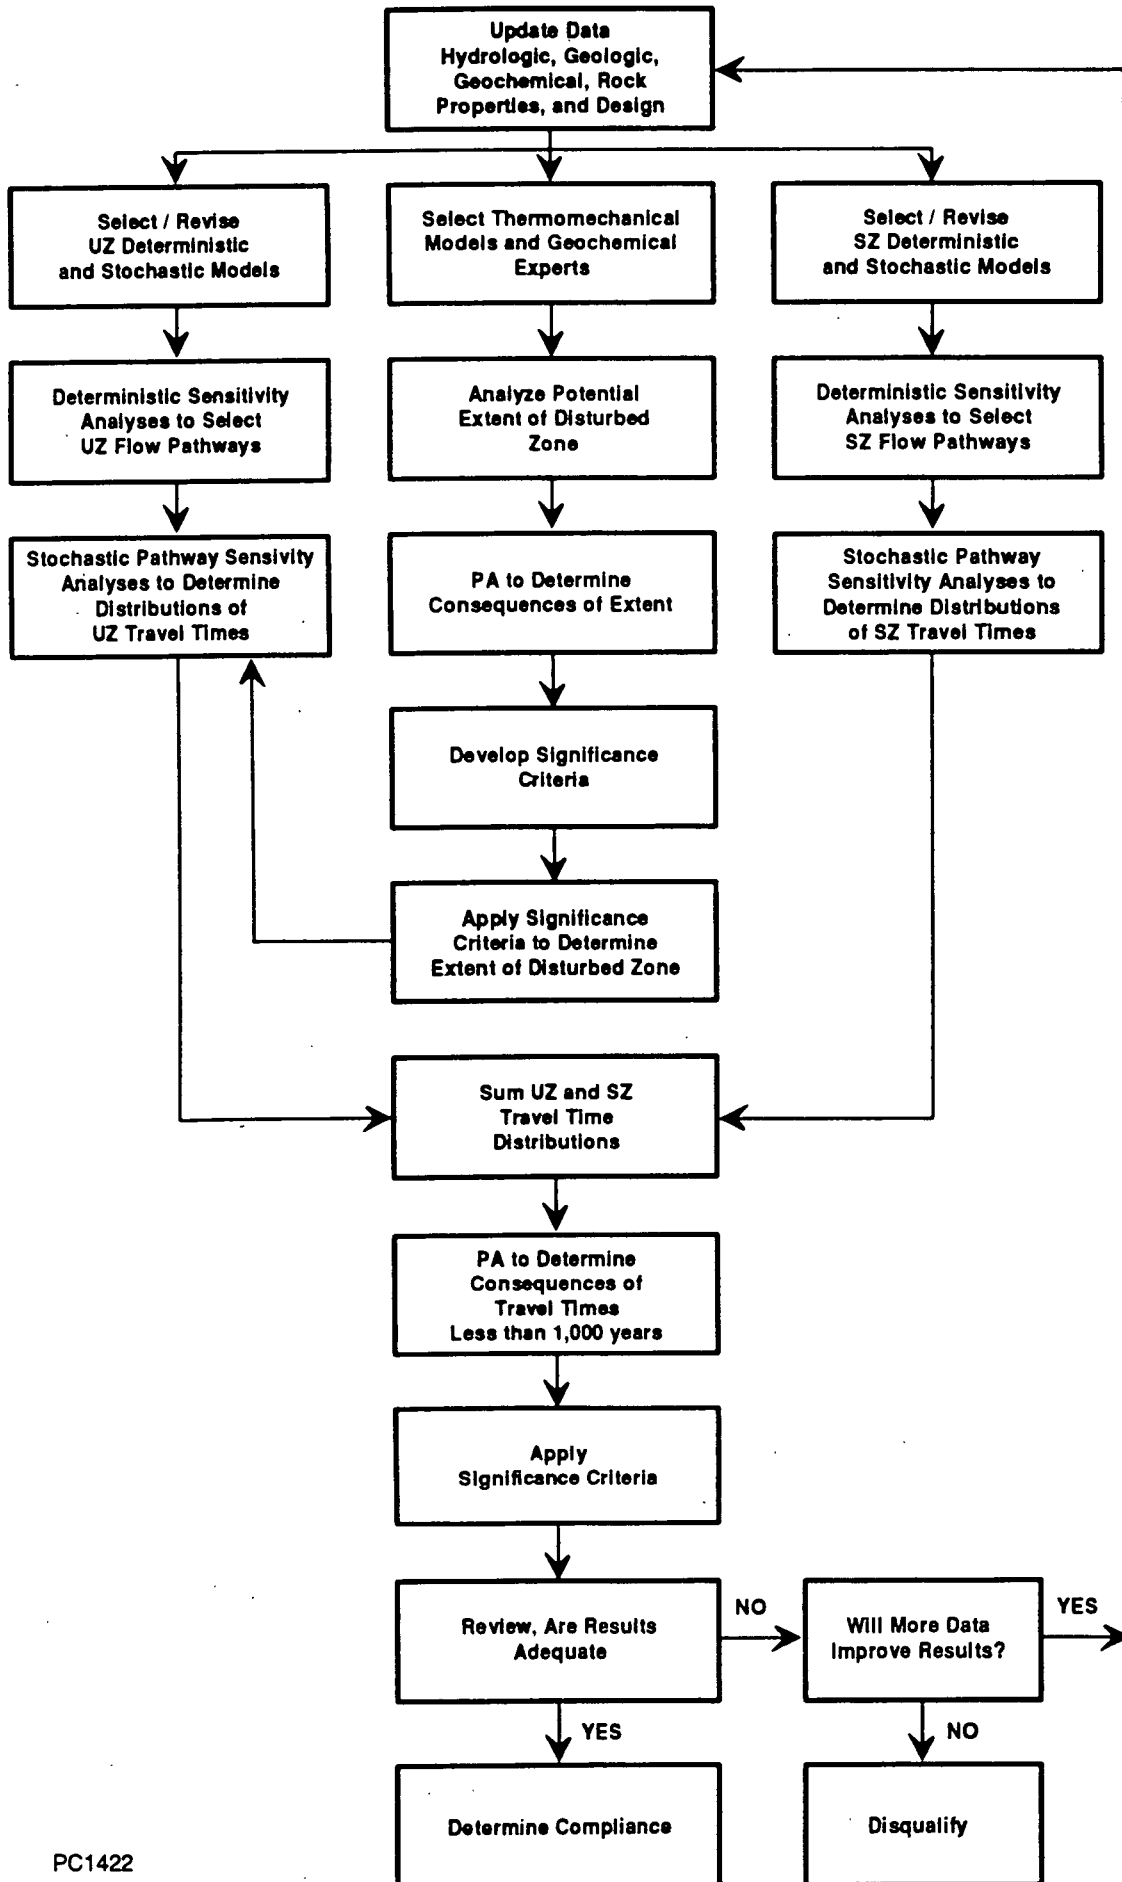 Update Data
Hydrologic, Geologic,
Geochemical, Rock
Properties, and Design
Select / Revise
UZ Deterministic
and Stochastic Models
Select Thermomechanical
Models and Geochemical
Experts
Select / Revise
SZ Deterministic
and Stochastic Models
Deterministic Sensitivity
Analyses to Select
UZ Flow Pathways
Analyze Potential
Extent of Disturbed
Zone
Deterministic Sensitivity
Analyses to Select
SZ Flow Pathways
Stochastic Pathway Sensivity
Analyses to Determine
Distributions of
UZ Travel Times
PA to Determine
Consequences of Extent
Stochastic Pathway
Sensitivity Analyses to
Determine Distributions
of SZ Travel Times
Develop Significance
Criteria
Apply Significance
Criteria to Determine
Extent of Disturbed Zone
Sum UZ and SZ
Travel Time
Distributions
PA to Determine
Consequences of
Travel Times
Less than 1,000 years
Apply
Significance Criteria
Review, Are Results
Adequate
NO
Will More Data
Improve Results?
YES
YES
NO
Determine Compliance
Disqualify
PC1422